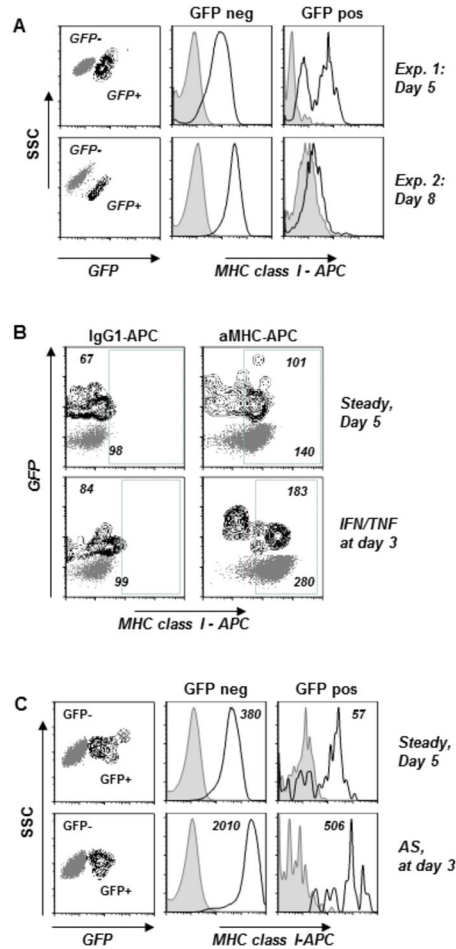 A
GFP neg
GFP pos
GFP-
GFP+
Exp. 1:
Day 5
SSC
GFP-
GFP+
Exp. 2:
Day 8
GFP
MHC class I - APC
B
IgG1-APC
aMHC-APC
67
98
101
140
Steady,
Day 5
GFP
84
99
183
280
IFN/TNF
at day 3
MHC class I - APC
C
GFP neg
GFP pos
GFP-
GFP+
380
57
Steady,
Day 5
SSC
GFP-
GFP+
2010
506
AS,
at day 3
GFP
MHC class I-APC